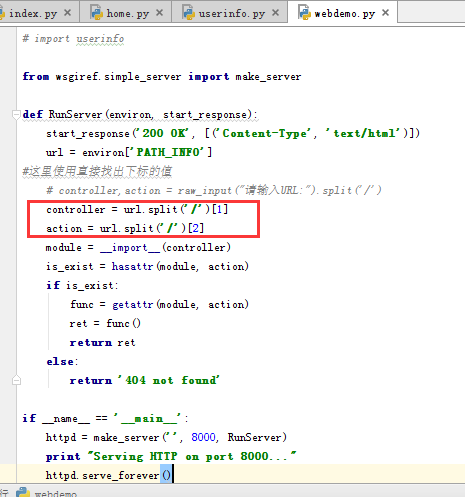 index.py × home.py × userinfo.py × webdemo.py ×
# import userinfo
from wsgiref.simple_server import make_server
def RunServer(environ, start_response):
    start_response('200 OK', [('Content-Type', 'text/html')])
    url = environ['PATH_INFO']
#这里使用直接找出下标的值
    # controller,action = raw_input("请输入URL:").split('/')
    controller = url.split('/')[1]
    action = url.split('/')[2]
    module = __import__(controller)
    is_exist = hasattr(module, action)
    if is_exist:
        func = getattr(module, action)
        ret = func()
        return ret
    else:
        return '404 not found'
if __name__ == '__main__':
    httpd = make_server('', 8000, RunServer)
    print "Serving HTTP on port 8000..."
    httpd.serve_forever()
行 webdemo